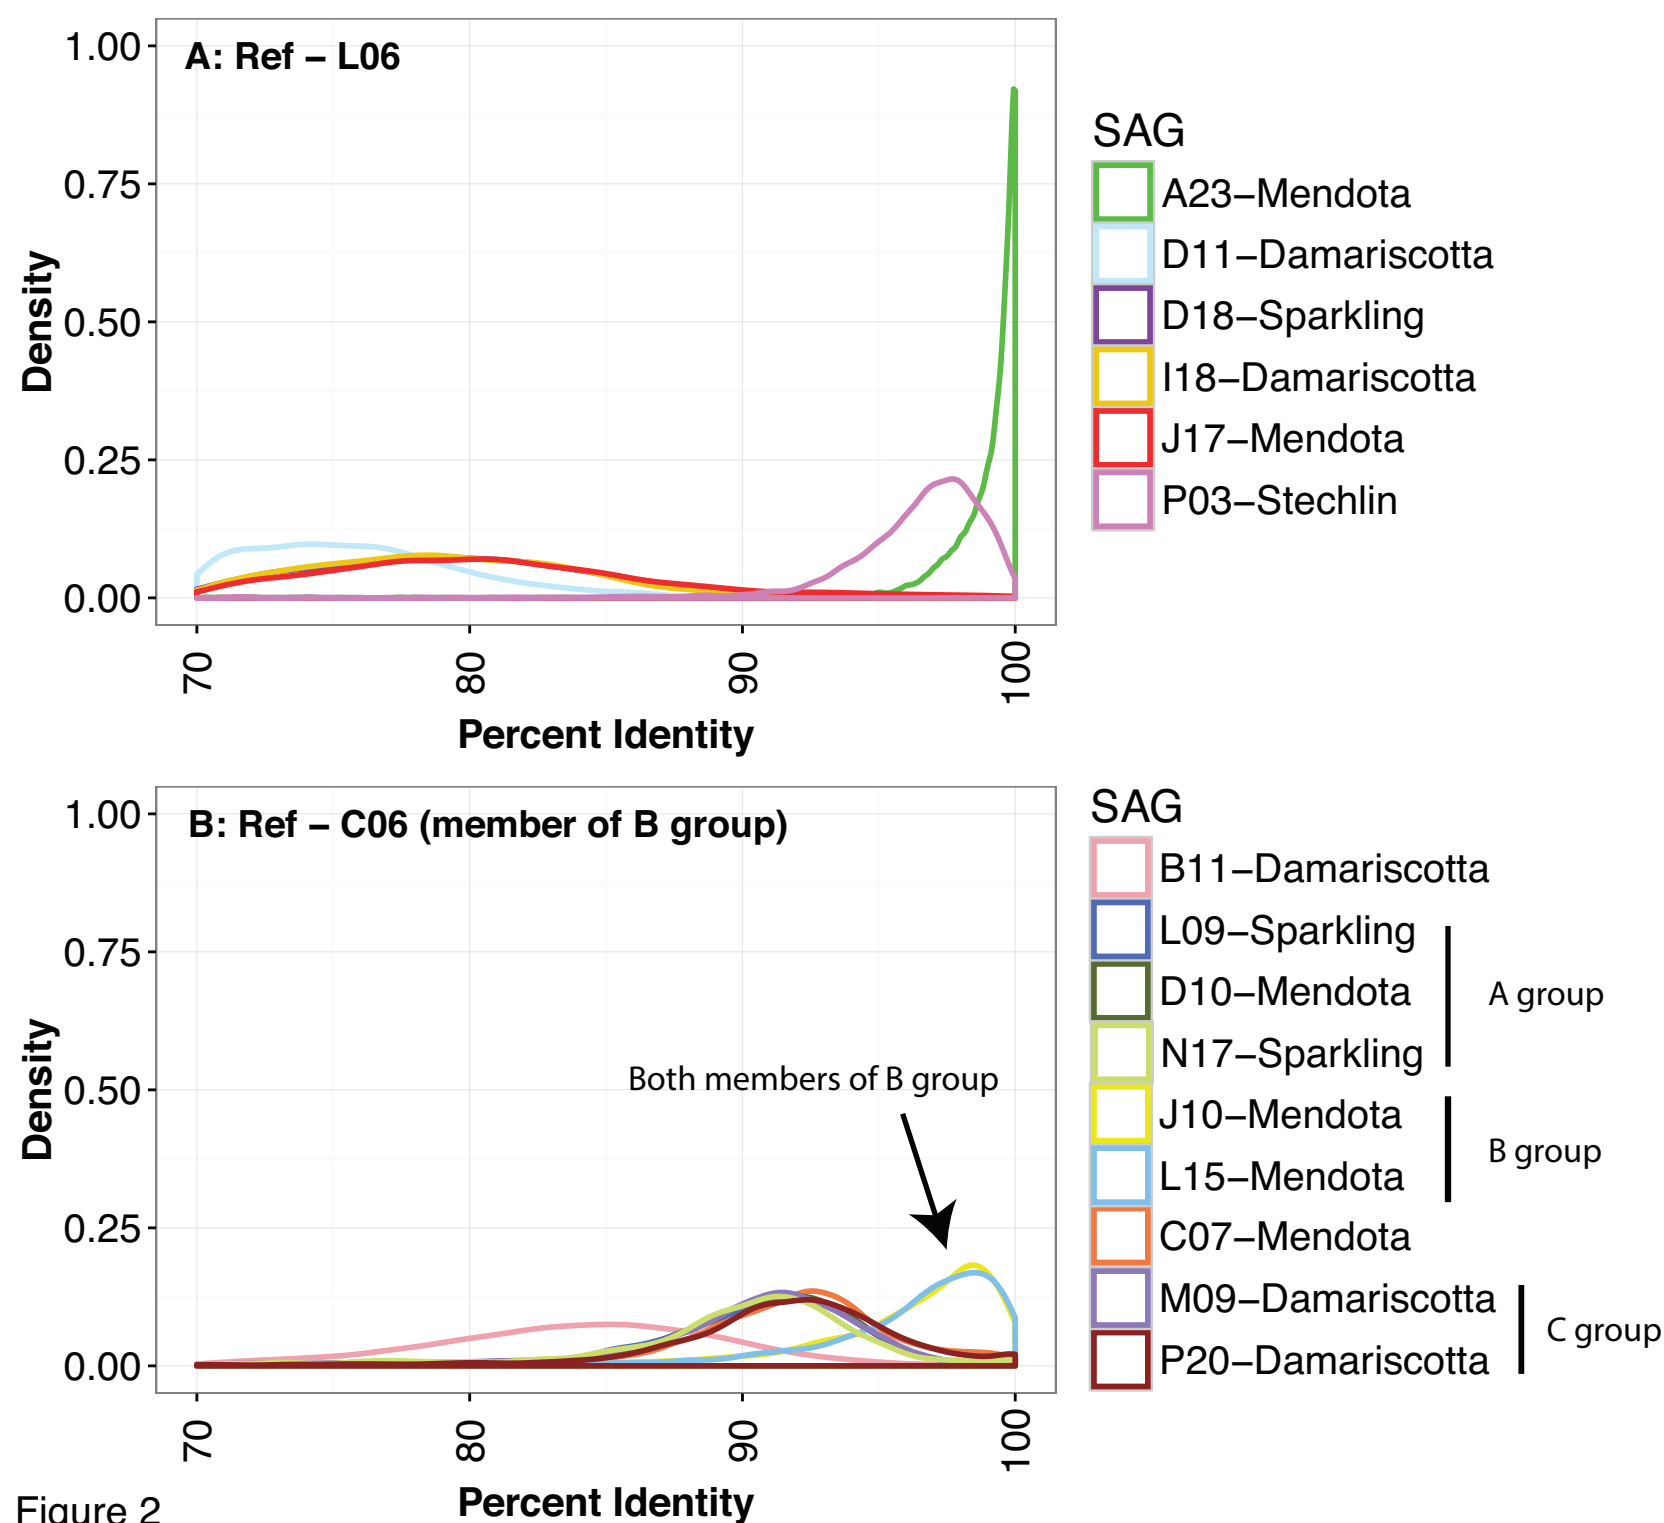 A: Ref – L06
1.00
0.75
0.50
0.25
0.00
Density
70
80
90
100
Percent Identity
SAG
A23–Mendota
D11–Damariscotta
D18–Sparkling
I18–Damariscotta
J17–Mendota
P03–Stechlin
B: Ref – C06 (member of B group)
1.00
0.75
0.50
0.25
0.00
Density
Both members of B group
70
80
90
100
Percent Identity
SAG
B11–Damariscotta
L09–Sparkling
D10–Mendota
N17–Sparkling
A group
J10–Mendota
L15–Mendota
B group
C07–Mendota
M09–Damariscotta
P20–Damariscotta
C group
Figure 2